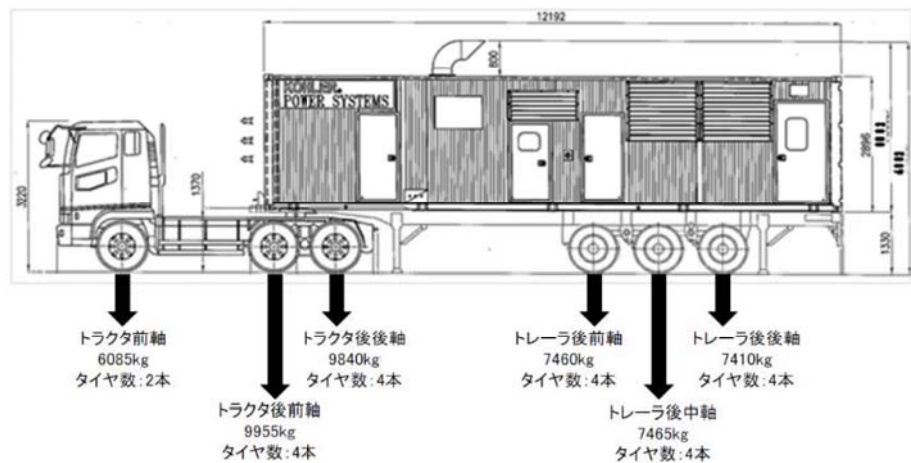 12192
800
KOHLER.
POWER SYSTEMS
3220
1370
2896
1330
トラクタ前軸
6085kg
タイヤ数:2本
トラクタ後前軸
9955kg
タイヤ数:4本
トラクタ後後軸
9840kg
タイヤ数:4本
トレーラ後前軸
7460kg
タイヤ数:4本
トレーラ後中軸
7465kg
タイヤ数:4本
トレーラ後後軸
7410kg
タイヤ数:4本